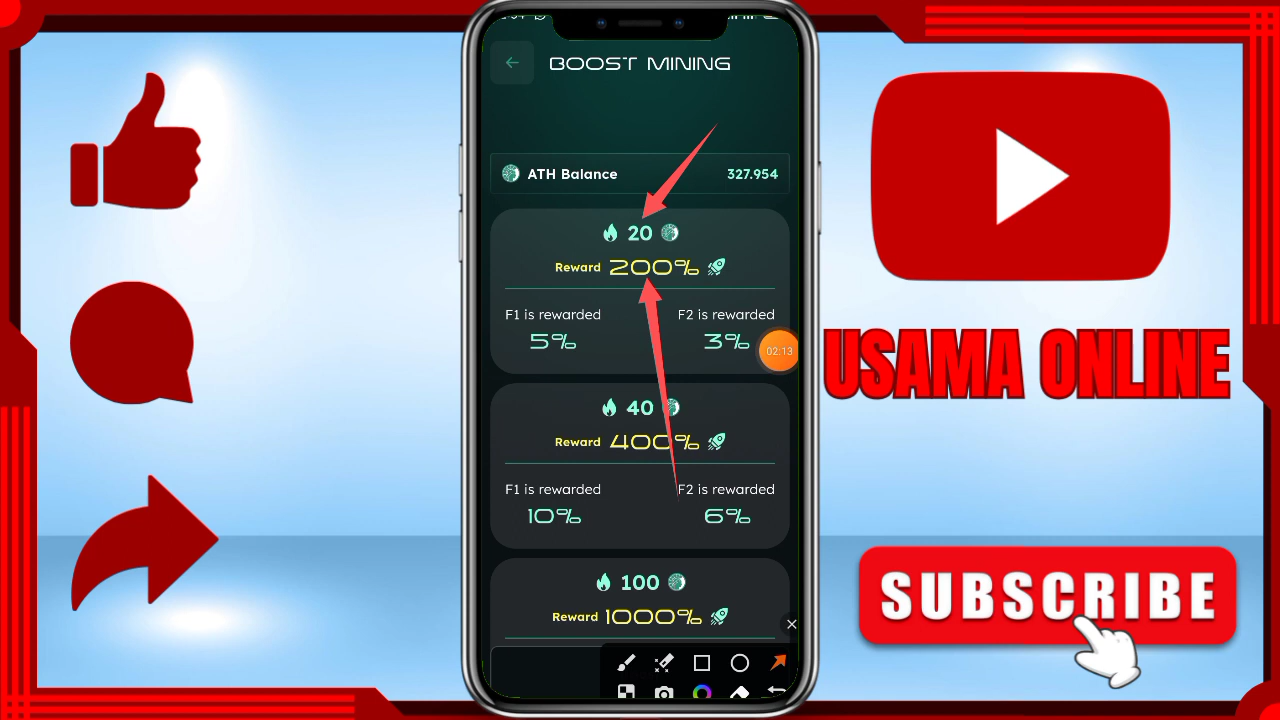 BOOST MINING
ATH Balance 327.954
20
Reward 200%
F1 is rewarded F2 is rewarded
5% 3%
02:13
40
Reward 400%
F1 is rewarded F2 is rewarded
10% 6%
100
Reward 1000%
USAMA ONLINE
SUBSCRIBE